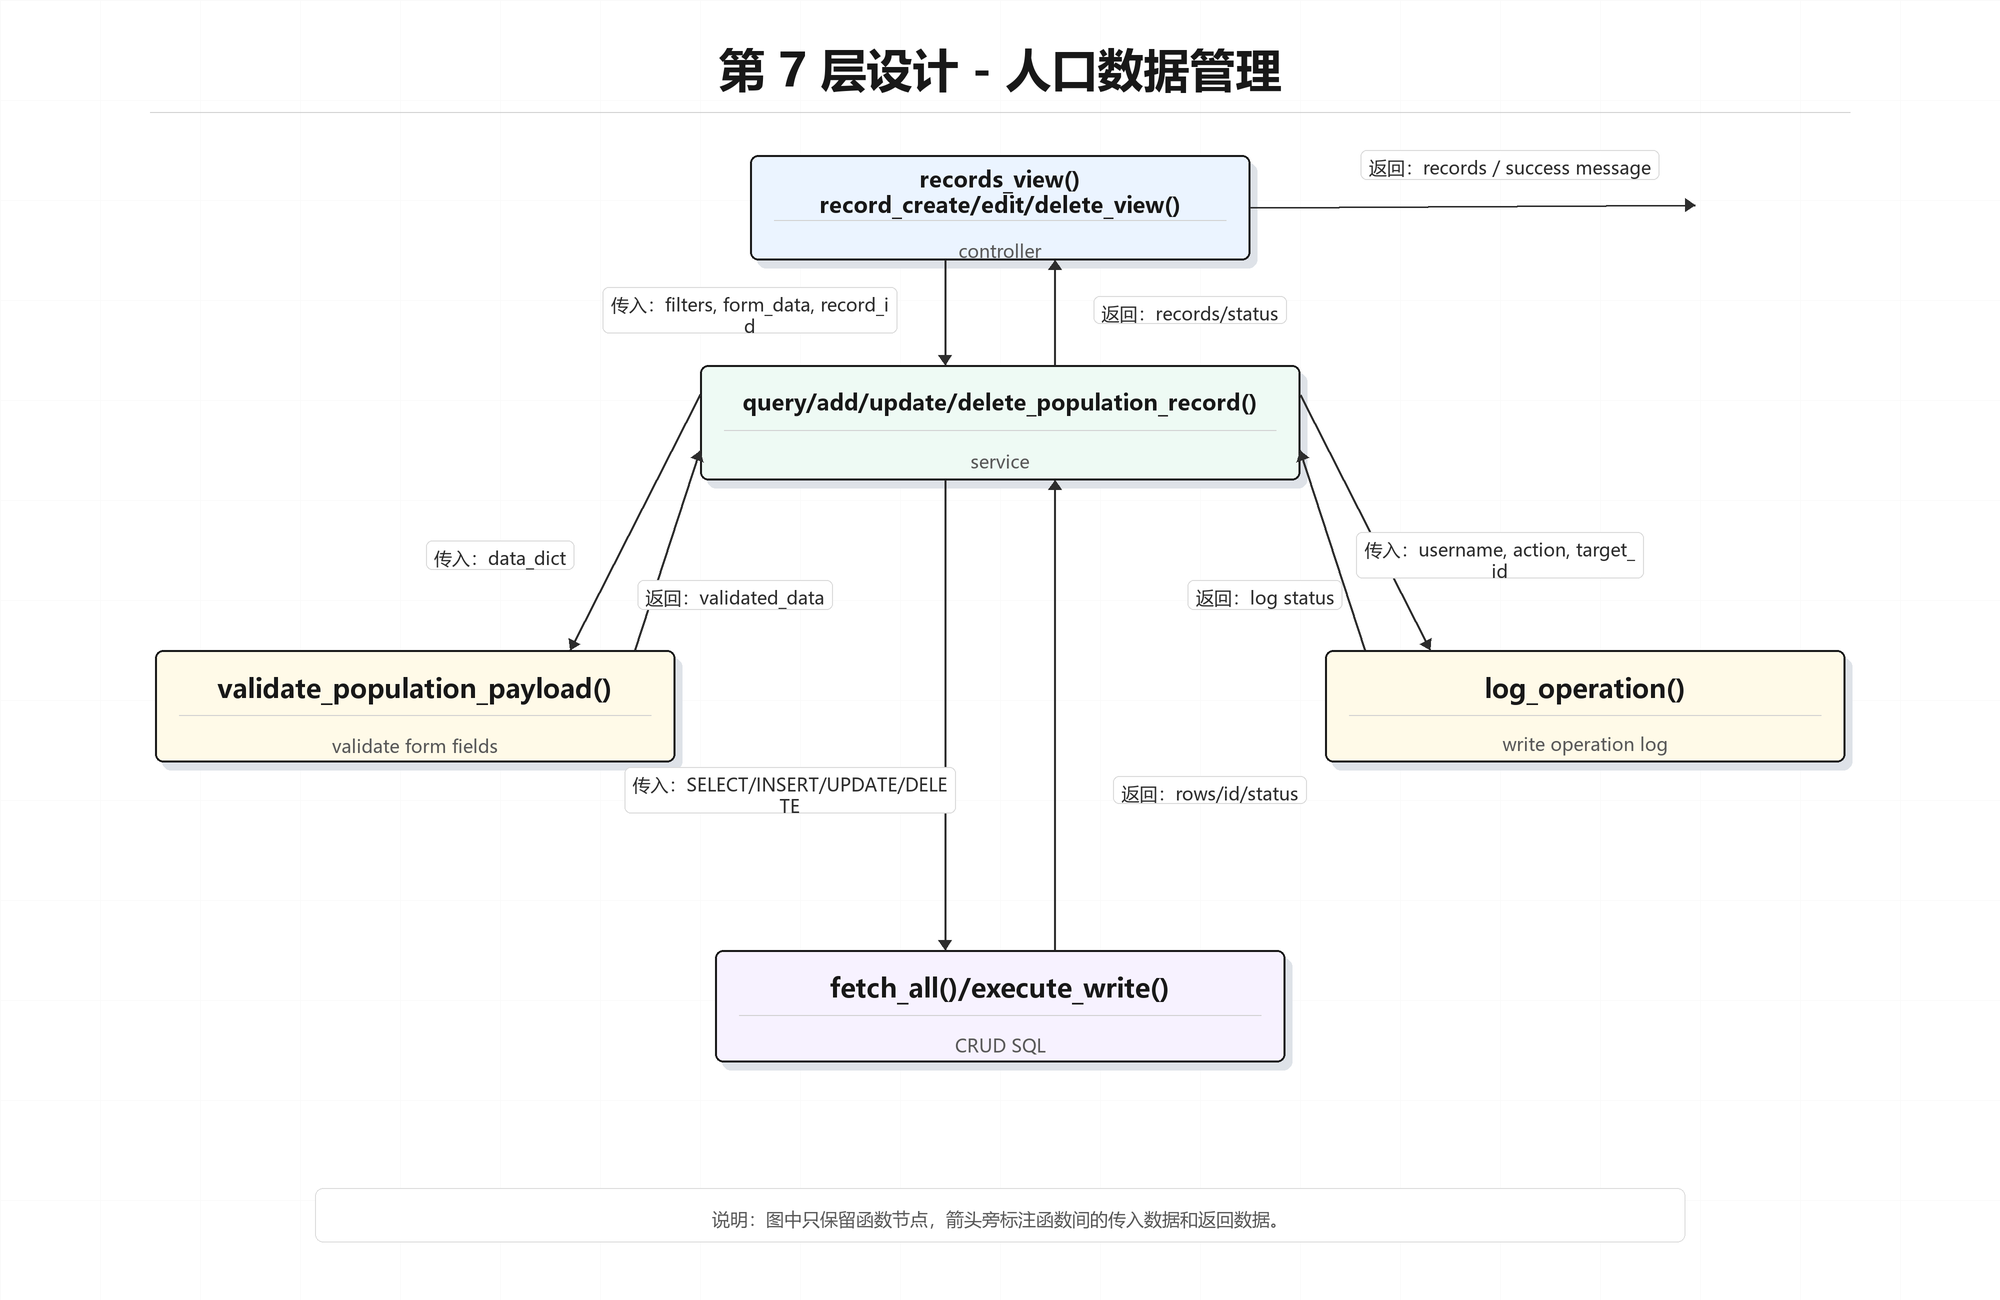 第 7 层设计 - 人口数据管理
records_view()
record_create/edit/delete_view()
controller
返回：records / success message
传入：filters, form_data, record_i
d
返回：records/status
query/add/update/delete_population_record()
service
传入：data_dict
返回：validated_data
返回：log status
传入：username, action, target_
id
validate_population_payload()
validate form fields
log_operation()
write operation log
传入：SELECT/INSERT/UPDATE/DELE
TE
返回：rows/id/status
fetch_all()/execute_write()
CRUD SQL
说明：图中只保留函数节点，箭头旁标注函数间的传入数据和返回数据。